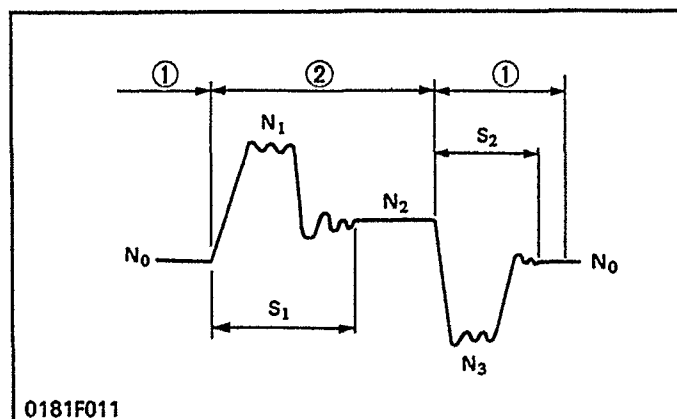 ① ② ①
N₁
S₂
N₂
N₀ N₀
S₁
N₃
0181F011